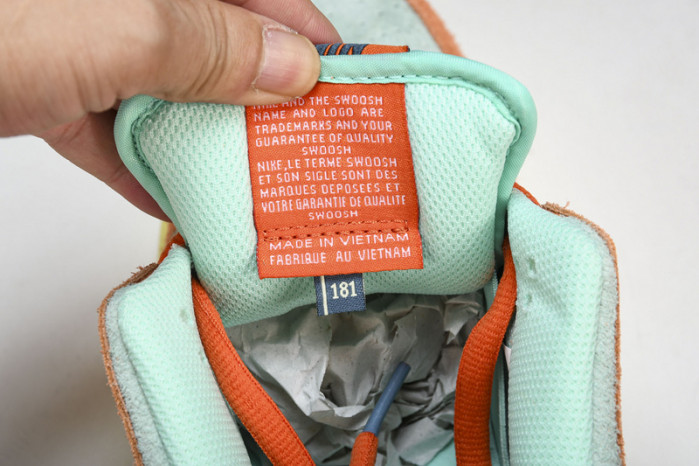 NIKE AND THE SWOOSH
NAME AND LOGO ARE
TRADEMARKS AND YOUR
GUARANTEE OF QUALITY
SWOOSH
NIKE,LE TERME SWOOSH
ET SON SIGLE SONT DES
MARQUES DEPOSEES ET
VOTRE GARANTIE DE QUALITE
SWOOSH
MADE IN VIETNAM
FABRIQUE AU VIETNAM
181